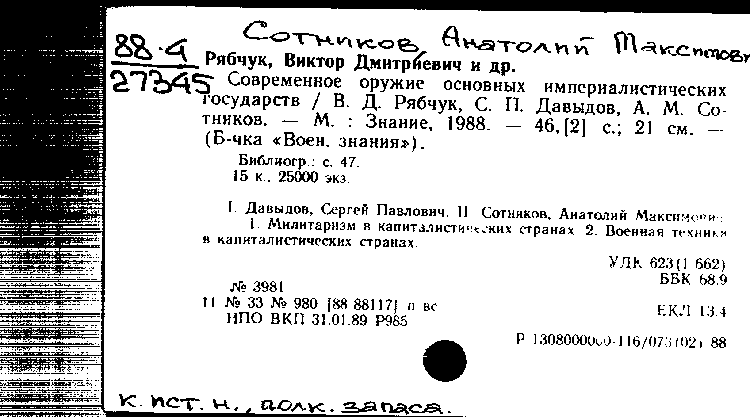 Сотников, Анатолий Максимович
88-4
27345
Рябчук, Виктор Дмитриевич и др.
Современное оружие основных империалистических
государств / В. Д. Рябчук, С. П. Давыдов, А. М. Со-
тников. — М. : Знание, 1988. — 46,[2] с.; 21 см. —
(Б-чка «Воен. знания»).
Библиогр.: с. 47.
15 к.. 25000 экз.
I. Давыдов, Сергей Павлович. II Сотников, Анатолий Максимович.
1. Милитаризм в капиталистических странах 2. Военная техника
в капиталистических странах.
УДК 623(1 662)
ББК 68.9
№ 3981
11 № 33 № 980 [88 88117] п вс
ЕКЛ 13.4
НПО ВКП 31.01.89 Р985
Р 1308000000-116/073(02) 88
к. ист. н., полк. запаса.